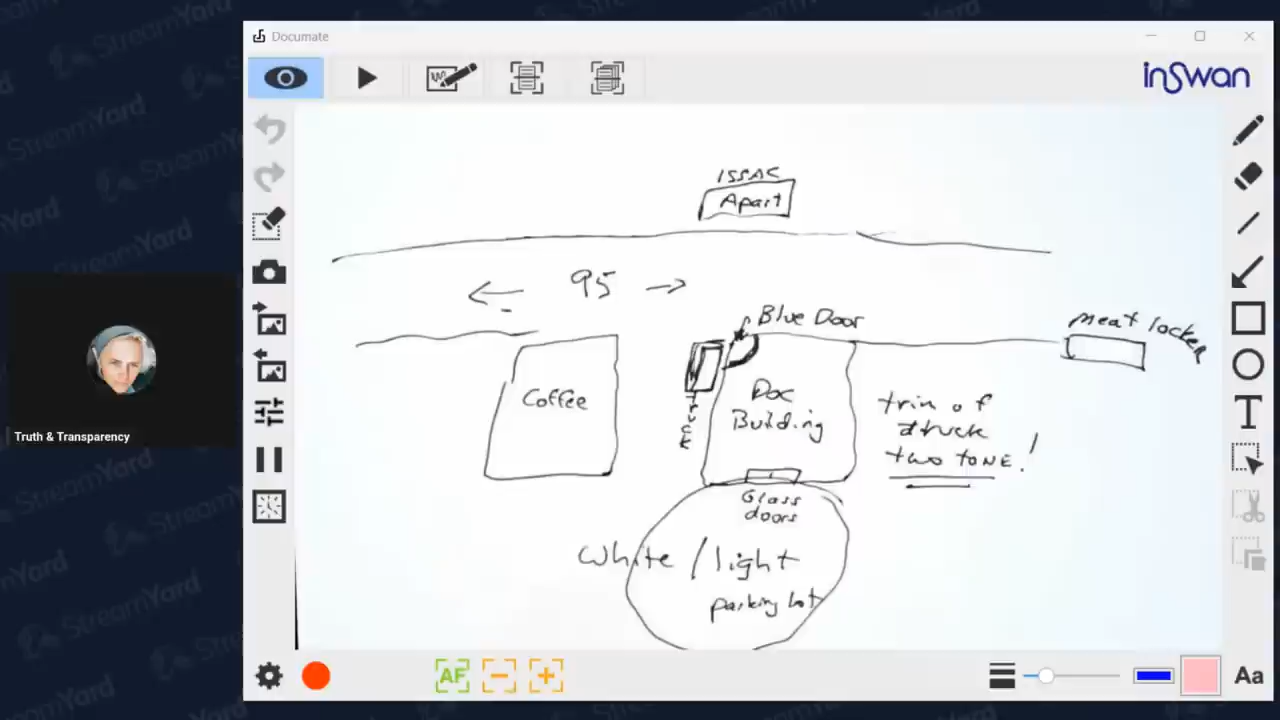 StreamYard
Documate
inSwan
ISSAC
Apart
95
Blue Door
Meat locker
Coffee
Doc
Building
truck
trim of
truck
two tone!
Glass
doors
White / light
parking lot
Truth & Transparency
AF
T
Aa